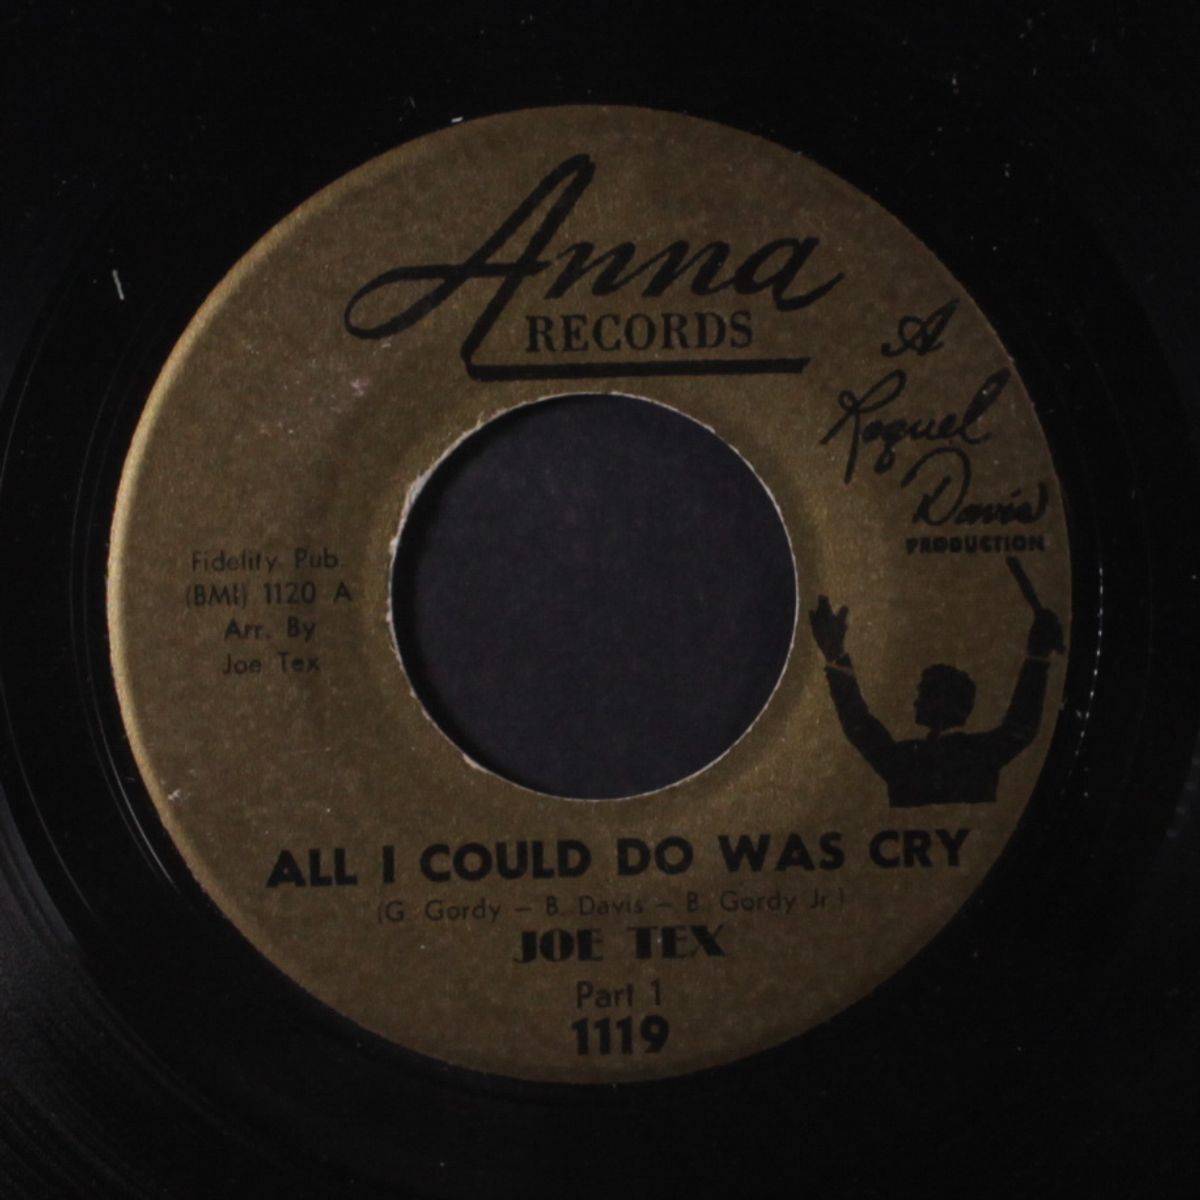 Anna
RECORDS
A
Raquel
Davis
PRODUCTION
Fidelity Pub.
(BMI) 1120 A
Arr. By
Joe Tex
ALL I COULD DO WAS CRY
(G. Gordy - B. Davis - B. Gordy Jr.)
JOE TEX
Part 1
1119